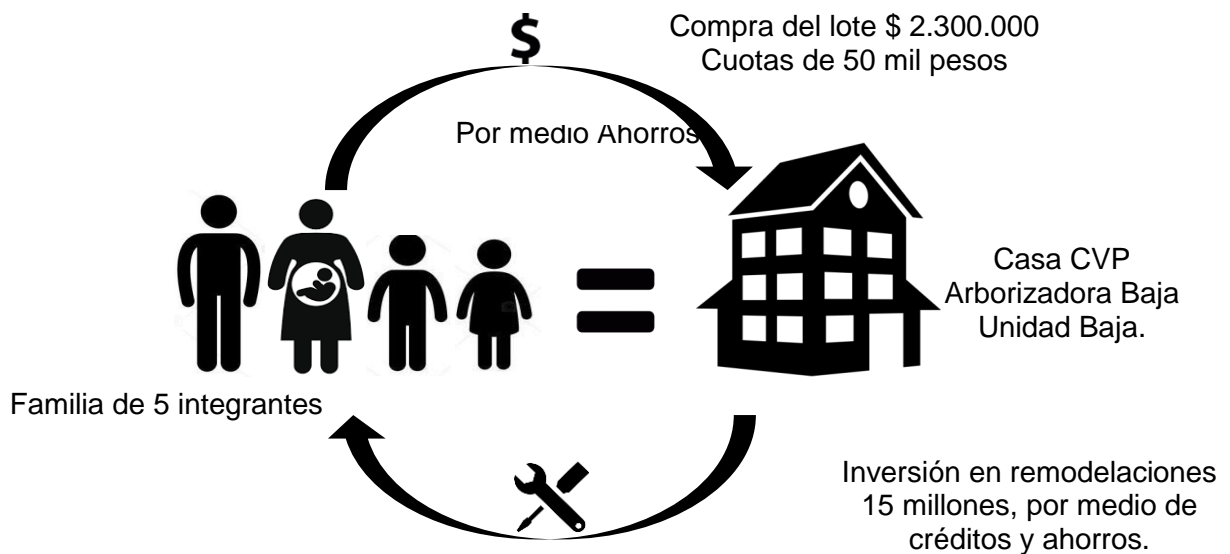 $
Compra del lote $ 2.300.000
Cuotas de 50 mil pesos
Por medio Ahorros
Casa CVP
Arborizadora Baja
Unidad Baja.
Familia de 5 integrantes
Inversión en remodelaciones
15 millones, por medio de
créditos y ahorros.